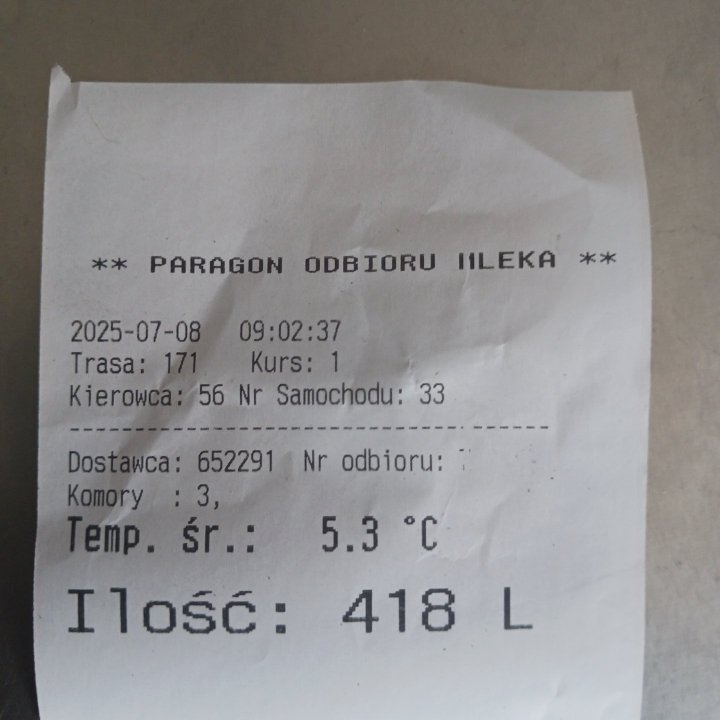 ** PARAGON ODBIORU MLEKA **
2025-07-08 09:02:37
Trasa: 171 Kurs: 1
Kierowca: 56 Nr Samochodu: 33
--------------------------------------------------
Dostawca: 652291 Nr odbioru:
Komory : 3,
Temp. śr.: 5.3 °C
Ilość: 418 L